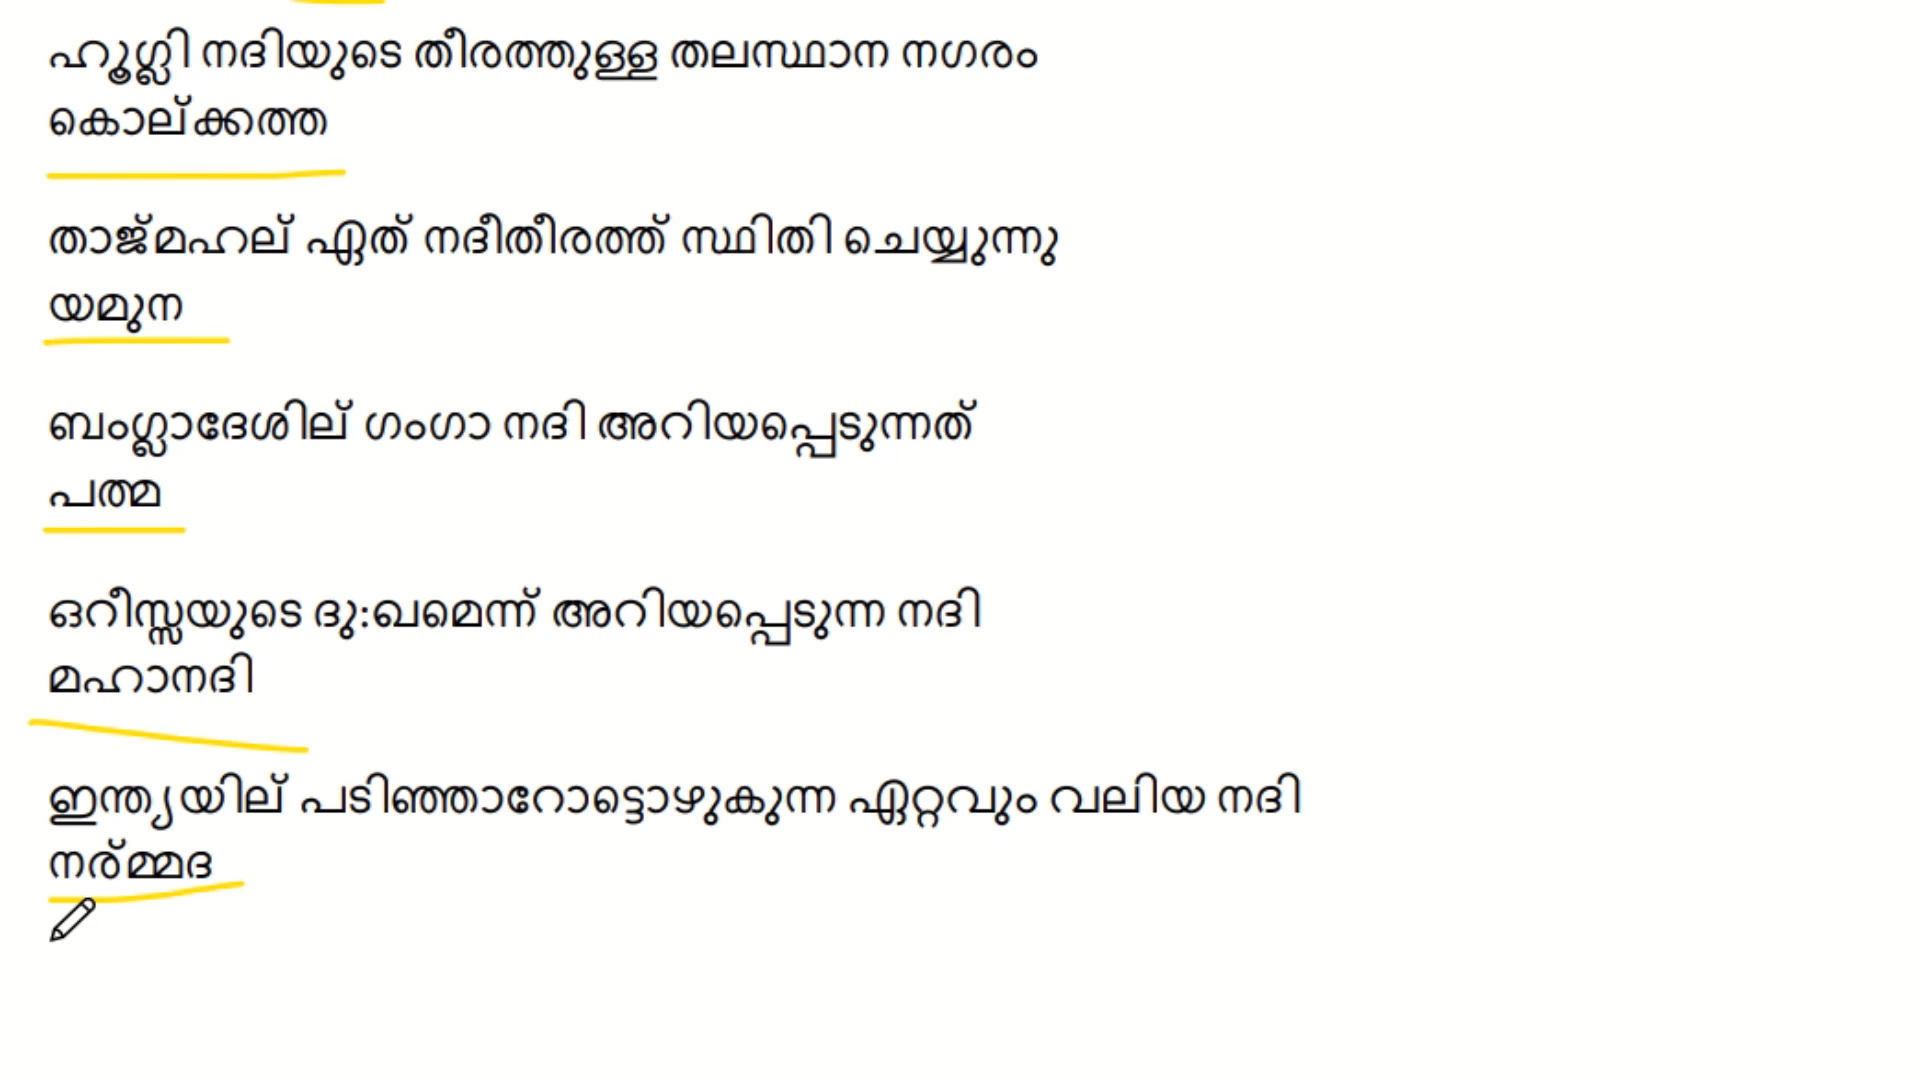 ഹൂഗ്ലി നദിയുടെ തീരത്തുള്ള തലസ്ഥാന നഗരം
കൊല്ക്കത്ത
താജ്മഹല് ഏത് നദീതീരത്ത് സ്ഥിതി ചെയ്യുന്നു
യമുന
ബംഗ്ലാദേശില് ഗംഗാ നദി അറിയപ്പെടുന്നത്
പത്മ
ഒറീസ്സയുടെ ദു:ഖമെന്ന് അറിയപ്പെടുന്ന നദി
മഹാനദി
ഇന്ത്യയില് പടിഞ്ഞാറോട്ടൊഴുകുന്ന ഏറ്റവും വലിയ നദി
നര്മ്മദ